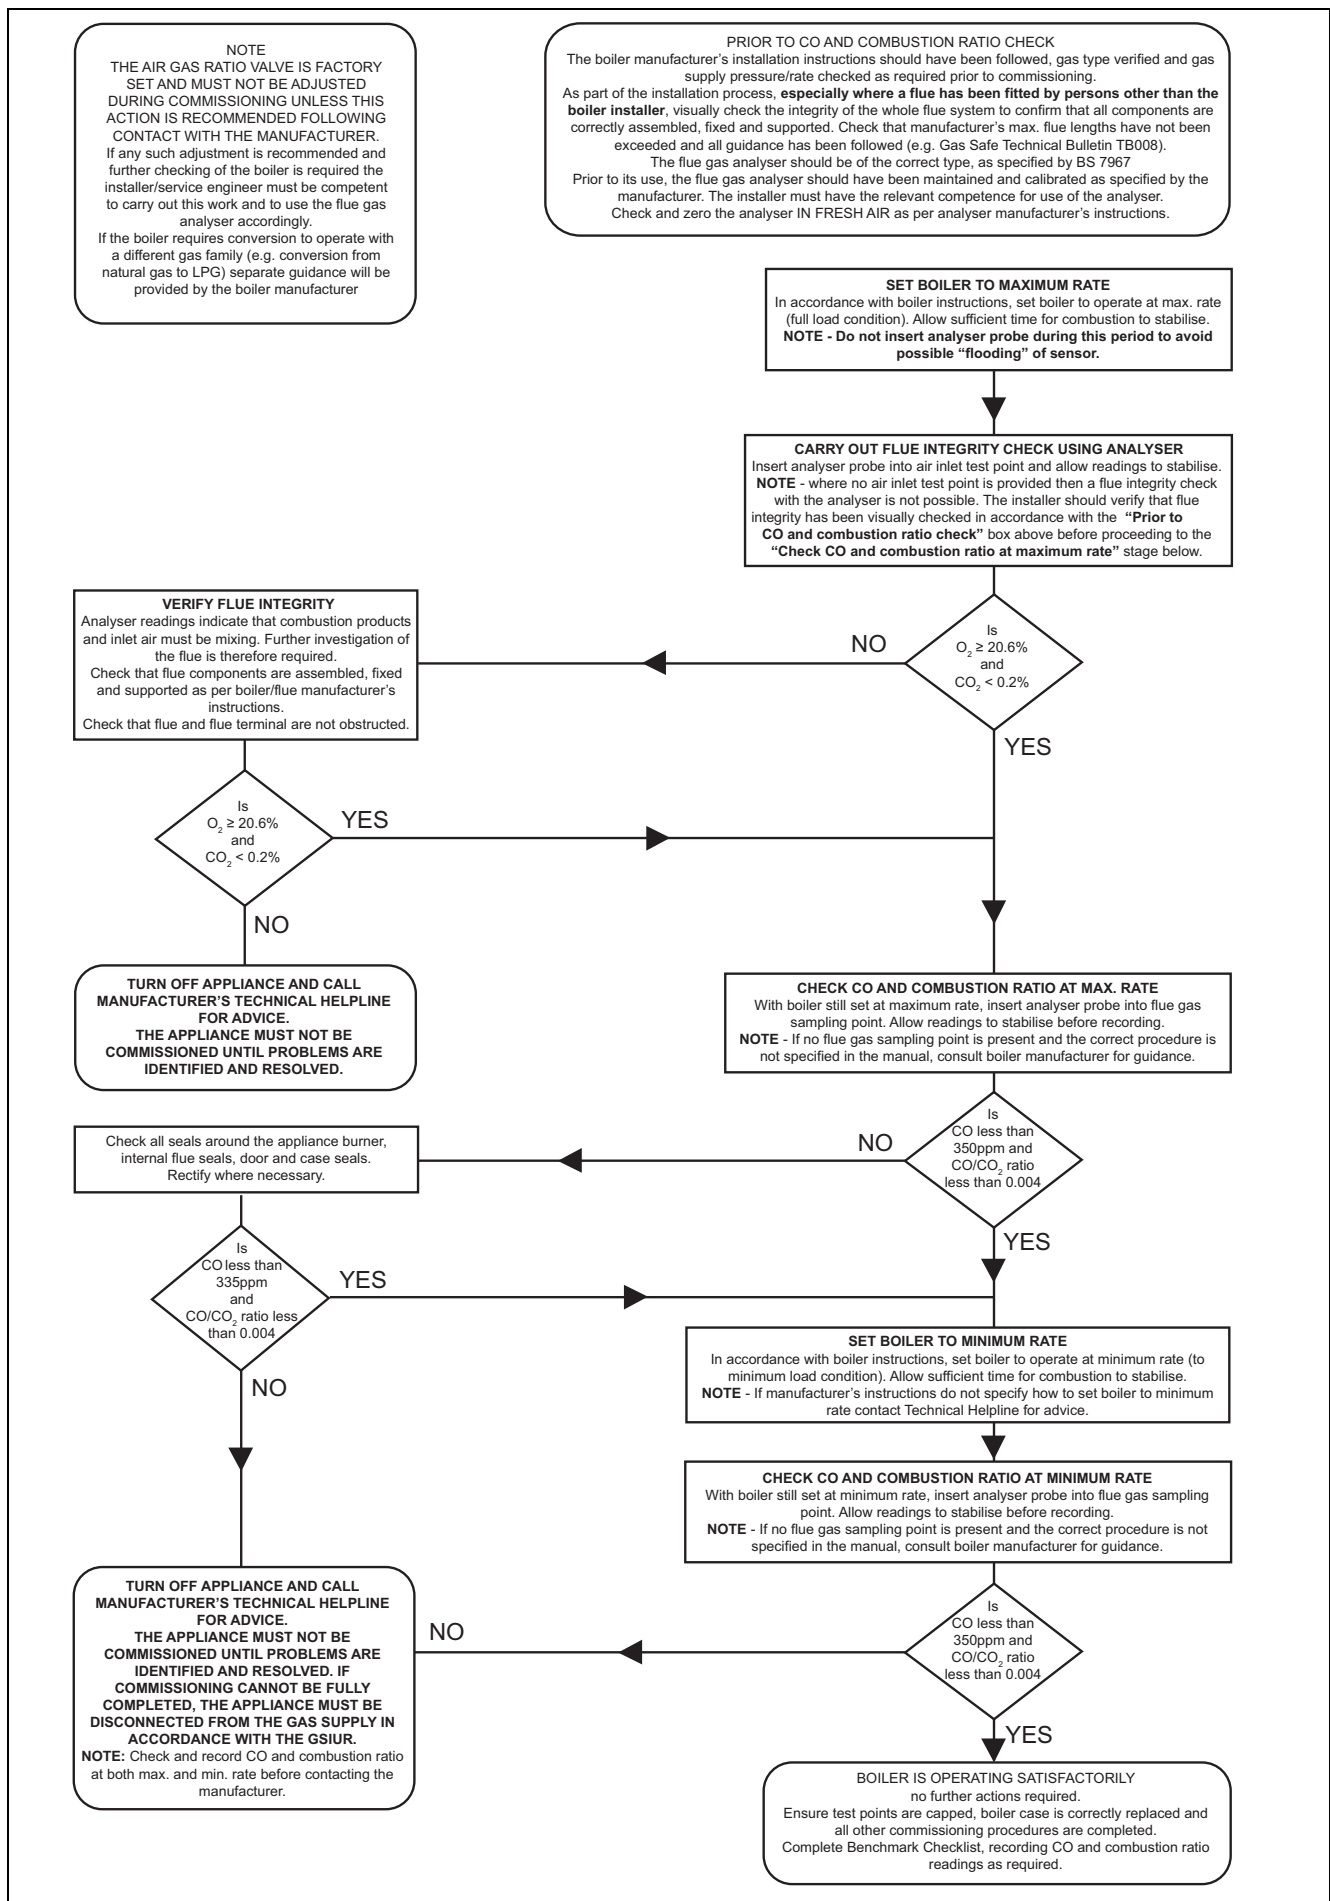 NOTE
THE AIR GAS RATIO VALVE IS FACTORY
SET AND MUST NOT BE ADJUSTED
DURING COMMISSIONING UNLESS THIS
ACTION IS RECOMMENDED FOLLOWING
CONTACT WITH THE MANUFACTURER.
If any such adjustment is recommended and
further checking of the boiler is required the
installer/service engineer must be competent
to carry out this work and to use the flue gas
analyser accordingly.
If the boiler requires conversion to operate with
a different gas family (e.g. conversion from
natural gas to LPG) separate guidance will be
provided by the boiler manufacturer
PRIOR TO CO AND COMBUSTION RATIO CHECK
The boiler manufacturer's installation instructions should have been followed, gas type verified and gas
supply pressure/rate checked as required prior to commissioning.
As part of the installation process, especially where a flue has been fitted by persons other than the
boiler installer, visually check the integrity of the whole flue system to confirm that all components are
correctly assembled, fixed and supported. Check that manufacturer's max. flue lengths have not been
exceeded and all guidance has been followed (e.g. Gas Safe Technical Bulletin TB008).
The flue gas analyser should be of the correct type, as specified by BS 7967
Prior to its use, the flue gas analyser should have been maintained and calibrated as specified by the
manufacturer. The installer must have the relevant competence for use of the analyser.
Check and zero the analyser IN FRESH AIR as per analyser manufacturer's instructions.
SET BOILER TO MAXIMUM RATE
In accordance with boiler instructions, set boiler to operate at max. rate
(full load condition). Allow sufficient time for combustion to stabilise.
NOTE - Do not insert analyser probe during this period to avoid
possible “flooding” of sensor.
CARRY OUT FLUE INTEGRITY CHECK USING ANALYSER
Insert analyser probe into air inlet test point and allow readings to stabilise.
NOTE - where no air inlet test point is provided then a flue integrity check
with the analyser is not possible. The installer should verify that flue
integrity has been visually checked in accordance with the “Prior to
CO and combustion ratio check” box above before proceeding to the
“Check CO and combustion ratio at maximum rate” stage below.
Is
O₂ ≥ 20.6%
and
CO₂ < 0.2%
NO
YES
VERIFY FLUE INTEGRITY
Analyser readings indicate that combustion products
and inlet air must be mixing. Further investigation of
the flue is therefore required.
Check that flue components are assembled, fixed
and supported as per boiler/flue manufacturer's
instructions.
Check that flue and flue terminal are not obstructed.
Is
O₂ ≥ 20.6%
and
CO₂ < 0.2%
YES
NO
TURN OFF APPLIANCE AND CALL
MANUFACTURER'S TECHNICAL HELPLINE
FOR ADVICE.
THE APPLIANCE MUST NOT BE
COMMISSIONED UNTIL PROBLEMS ARE
IDENTIFIED AND RESOLVED.
CHECK CO AND COMBUSTION RATIO AT MAX. RATE
With boiler still set at maximum rate, insert analyser probe into flue gas
sampling point. Allow readings to stabilise before recording.
NOTE - If no flue gas sampling point is present and the correct procedure is
not specified in the manual, consult boiler manufacturer for guidance.
Is
CO less than
350ppm and
CO/CO₂ ratio
less than 0.004
NO
YES
Check all seals around the appliance burner,
internal flue seals, door and case seals.
Rectify where necessary.
Is
CO less than
335ppm
and
CO/CO₂ ratio less
than 0.004
YES
NO
SET BOILER TO MINIMUM RATE
In accordance with boiler instructions, set boiler to operate at minimum rate (to
minimum load condition). Allow sufficient time for combustion to stabilise.
NOTE - If manufacturer's instructions do not specify how to set boiler to minimum
rate contact Technical Helpline for advice.
CHECK CO AND COMBUSTION RATIO AT MINIMUM RATE
With boiler still set at minimum rate, insert analyser probe into flue gas sampling
point. Allow readings to stabilise before recording.
NOTE - If no flue gas sampling point is present and the correct procedure is not
specified in the manual, consult boiler manufacturer for guidance.
Is
CO less than
350ppm and
CO/CO₂ ratio
less than 0.004
NO
YES
TURN OFF APPLIANCE AND CALL
MANUFACTURER'S TECHNICAL HELPLINE
FOR ADVICE.
THE APPLIANCE MUST NOT BE
COMMISSIONED UNTIL PROBLEMS ARE
IDENTIFIED AND RESOLVED. IF
COMMISSIONING CANNOT BE FULLY
COMPLETED, THE APPLIANCE MUST BE
DISCONNECTED FROM THE GAS SUPPLY IN
ACCORDANCE WITH THE GSIUR.
NOTE: Check and record CO and combustion ratio
at both max. and min. rate before contacting the
manufacturer.
BOILER IS OPERATING SATISFACTORILY
no further actions required.
Ensure test points are capped, boiler case is correctly replaced and
all other commissioning procedures are completed.
Complete Benchmark Checklist, recording CO and combustion ratio
readings as required.